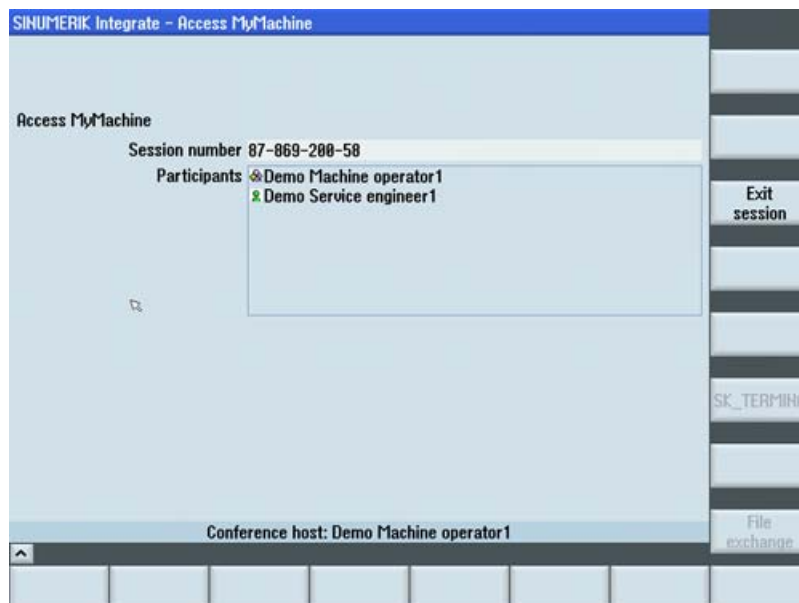 SINUMERIK Integrate - Access MyMachine
Access MyMachine
Session number 87-869-200-58
Participants Demo Machine operator1
Demo Service engineer1
Exit
session
SK_TERMIN
File
exchange
Conference host: Demo Machine operator1